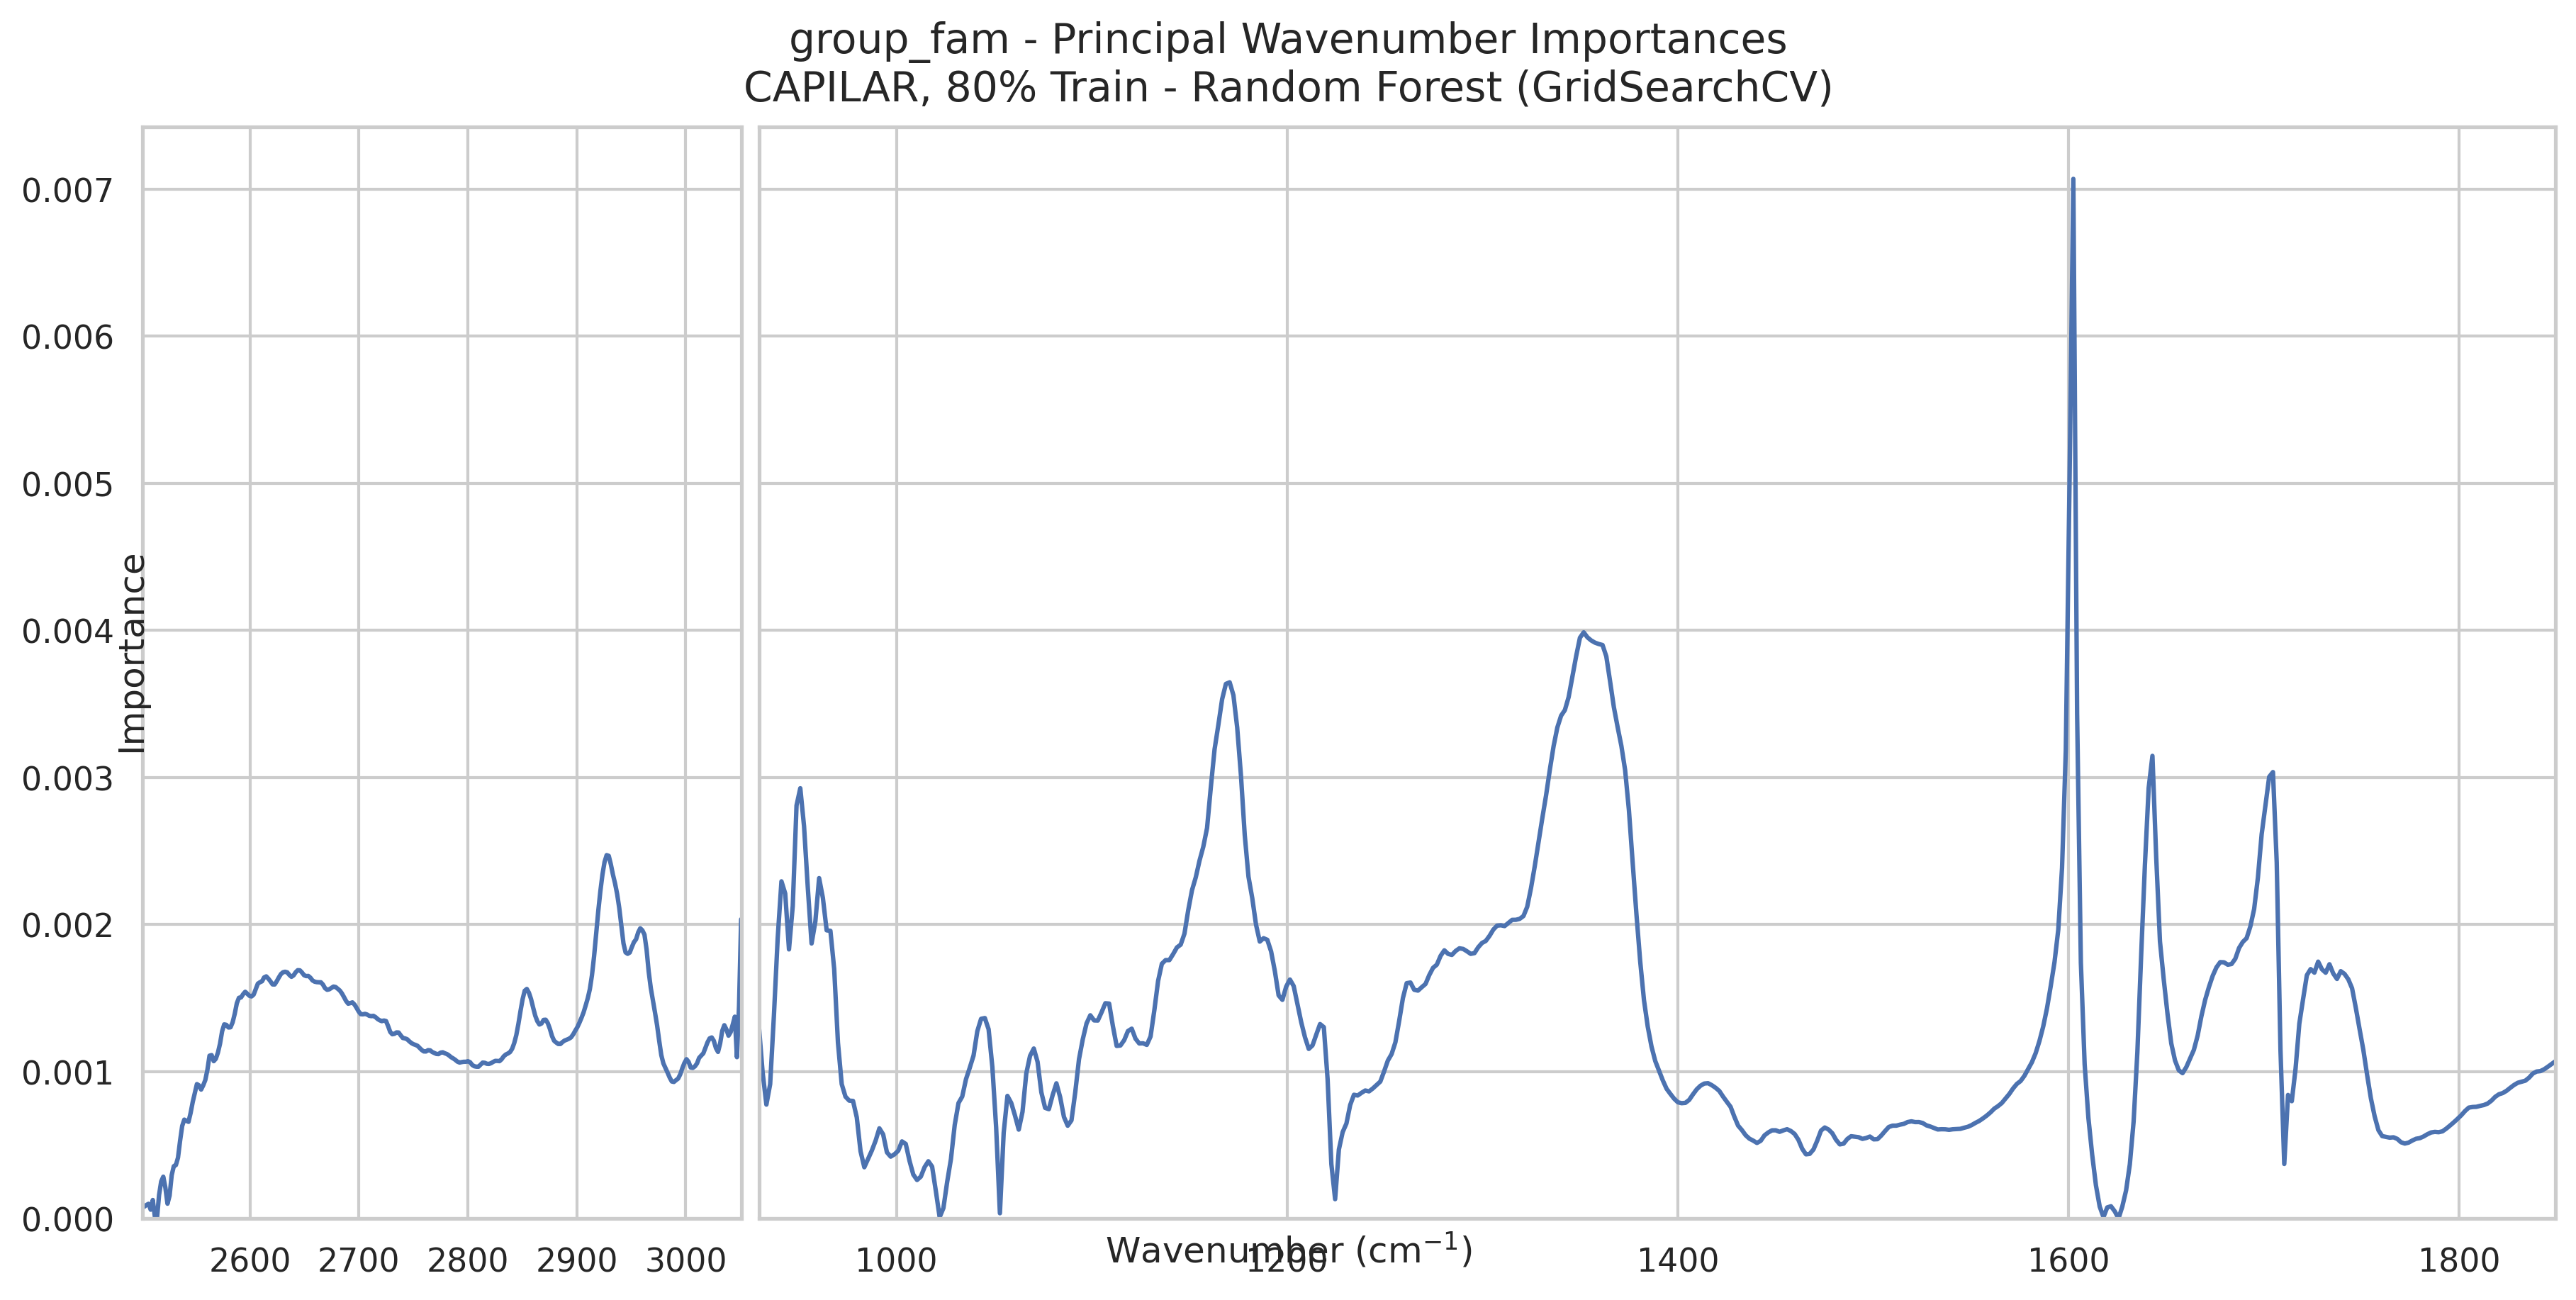 group_fam - Principal Wavenumber Importances
CAPILAR, 80% Train - Random Forest (GridSearchCV)
0.007
0.006
0.005
0.004
0.003
0.002
0.001
0.000
Importance
2600 2700 2800 2900 3000 1000 1200 1400 1600 1800
Wavenumber (cm⁻¹)